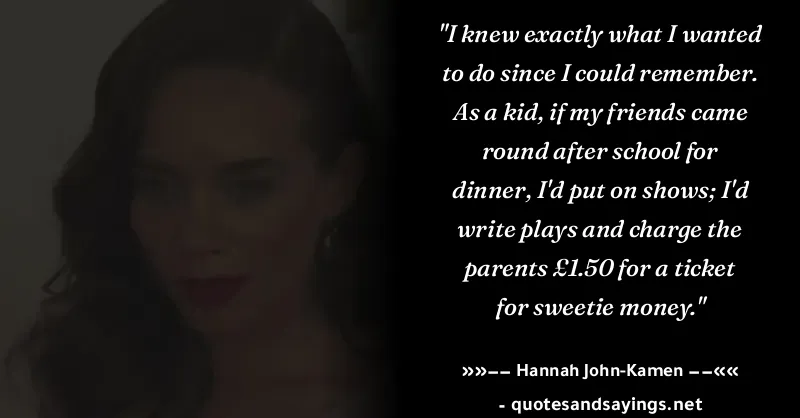 "I knew exactly what I wanted
to do since I could remember.
As a kid, if my friends came
round after school for
dinner, I'd put on shows; I'd
write plays and charge the
parents £1.50 for a ticket
for sweetie money."
»»–– Hannah John-Kamen ––««
- quotesandsayings.net